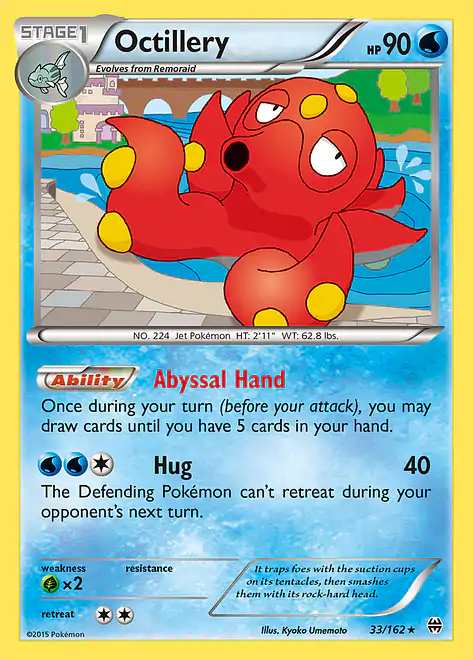 STAGE1 Octillery HP 90
Evolves from Remoraid
NO. 224 Jet Pokémon HT: 2'11" WT: 62.8 lbs.
Ability Abyssal Hand
Once during your turn (before your attack), you may
draw cards until you have 5 cards in your hand.
Hug 40
The Defending Pokémon can't retreat during your
opponent's next turn.
weakness resistance
×2
retreat
It traps foes with the suction cups
on its tentacles, then smashes
them with its rock-hard head.
©2015 Pokémon Illus. Kyoko Umemoto 33/162 ★